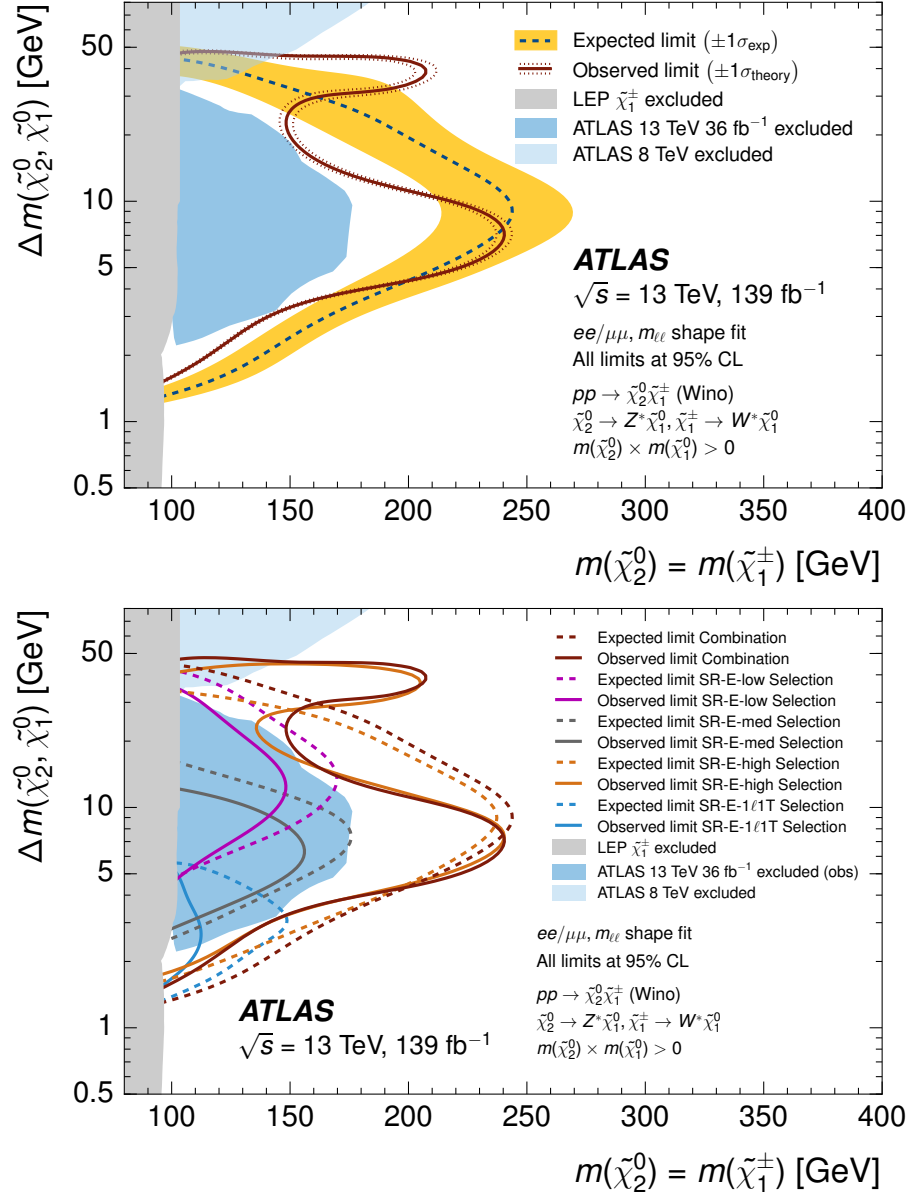 Δm(χ̃⁰₂, χ̃⁰₁) [GeV]
50
10
5
1
0.5
Expected limit (±1σexp)
Observed limit (±1σtheory)
LEP χ̃±₁ excluded
ATLAS 13 TeV 36 fb⁻¹ excluded
ATLAS 8 TeV excluded
ATLAS
√s = 13 TeV, 139 fb⁻¹
ee/μμ, mℓℓ shape fit
All limits at 95% CL
pp → χ̃⁰₂χ̃±₁ (Wino)
χ̃⁰₂ → Z*χ̃⁰₁, χ̃±₁ → W*χ̃⁰₁
m(χ̃⁰₂) × m(χ̃⁰₁) > 0
100 150 200 250 300 350 400
m(χ̃⁰₂) = m(χ̃±₁) [GeV]
Δm(χ̃⁰₂, χ̃⁰₁) [GeV]
50
10
5
1
0.5
Expected limit Combination
Observed limit Combination
Expected limit SR-E-low Selection
Observed limit SR-E-low Selection
Expected limit SR-E-med Selection
Observed limit SR-E-med Selection
Expected limit SR-E-high Selection
Observed limit SR-E-high Selection
Expected limit SR-E-1ℓ1T Selection
Observed limit SR-E-1ℓ1T Selection
LEP χ̃±₁ excluded
ATLAS 13 TeV 36 fb⁻¹ excluded (obs)
ATLAS 8 TeV excluded
ee/μμ, mℓℓ shape fit
All limits at 95% CL
pp → χ̃⁰₂χ̃±₁ (Wino)
χ̃⁰₂ → Z*χ̃⁰₁, χ̃±₁ → W*χ̃⁰₁
m(χ̃⁰₂) × m(χ̃⁰₁) > 0
ATLAS
√s = 13 TeV, 139 fb⁻¹
100 150 200 250 300 350 400
m(χ̃⁰₂) = m(χ̃±₁) [GeV]